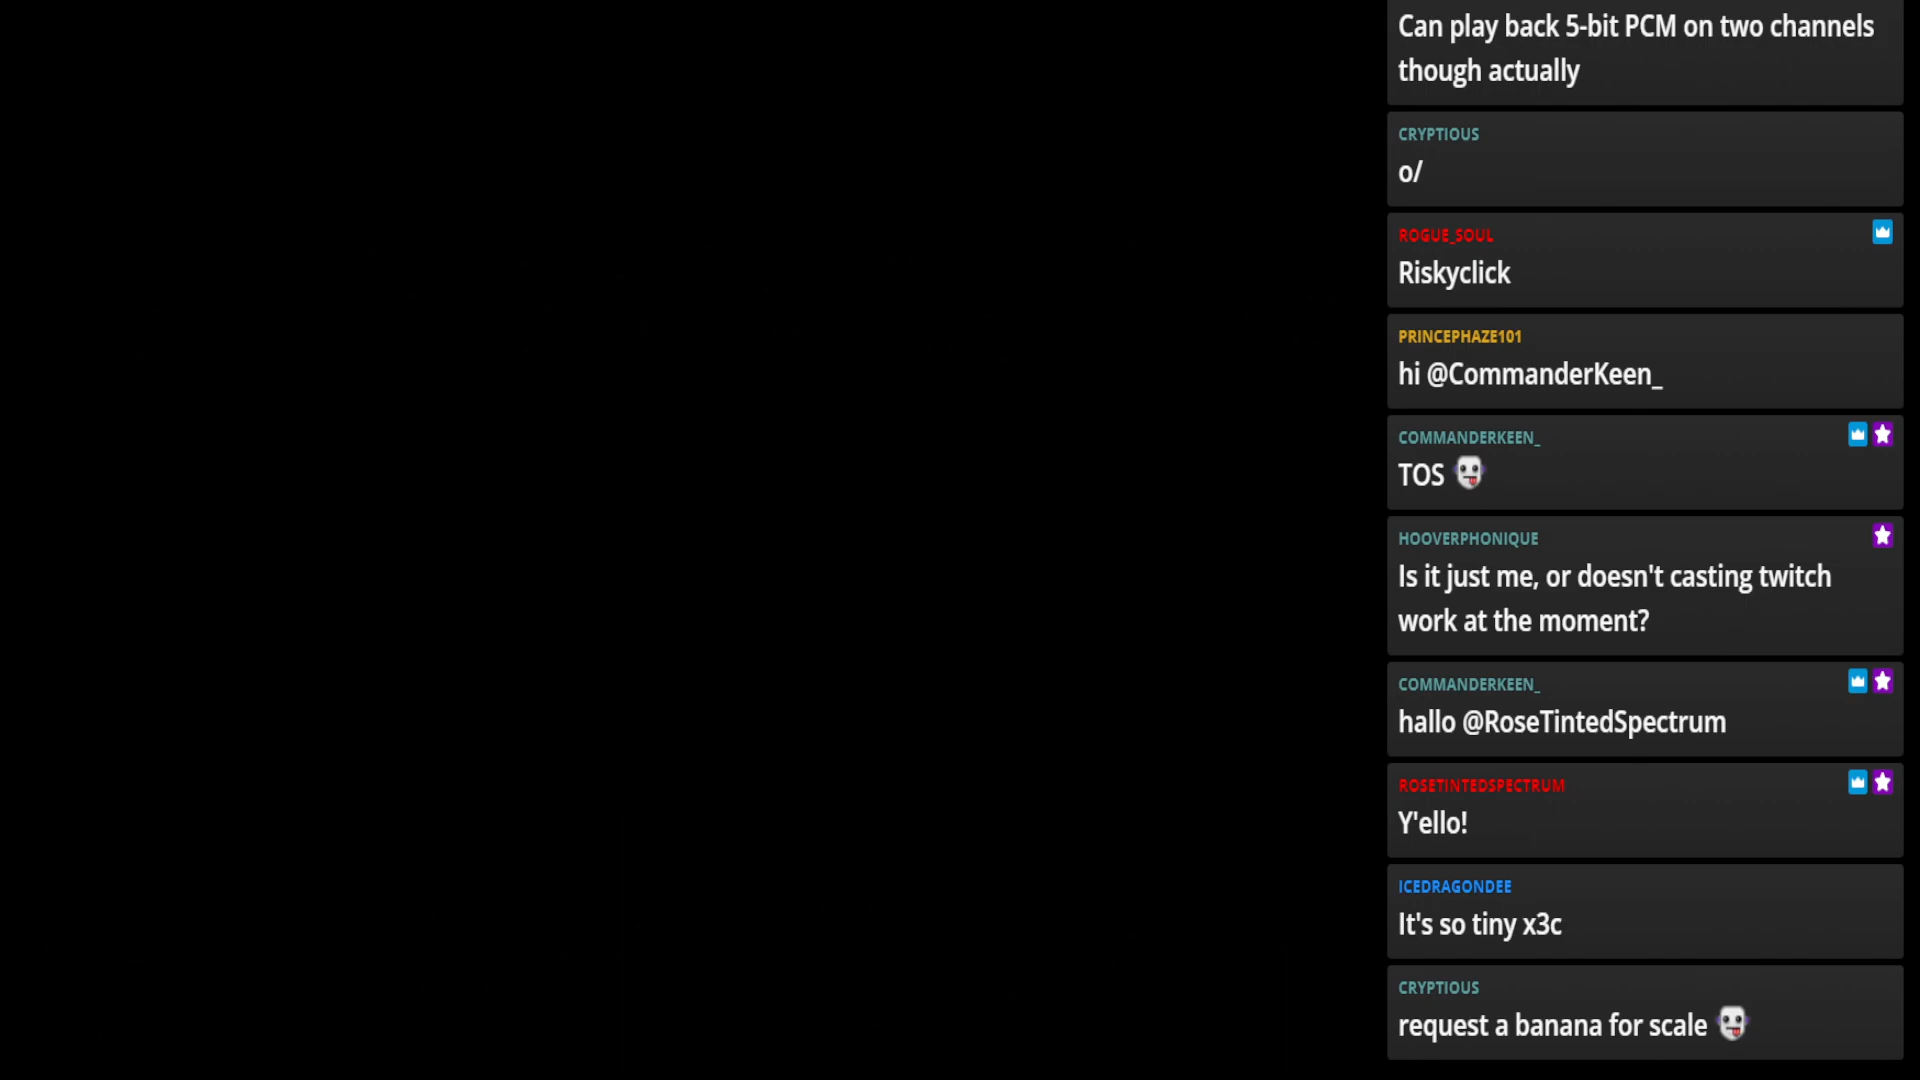 Can play back 5-bit PCM on two channels
though actually
CRYPTIOUS
o/
ROGUE_SOUL
Riskyclick
PRINCEPHAZE101
hi @CommanderKeen_
COMMANDERKEEN_
TOS
HOOVERPHONIQUE
Is it just me, or doesn't casting twitch
work at the moment?
COMMANDERKEEN_
hallo @RoseTintedSpectrum
ROSETINTEDSPECTRUM
Y'ello!
ICEDRAGONDEE
It's so tiny x3c
CRYPTIOUS
request a banana for scale